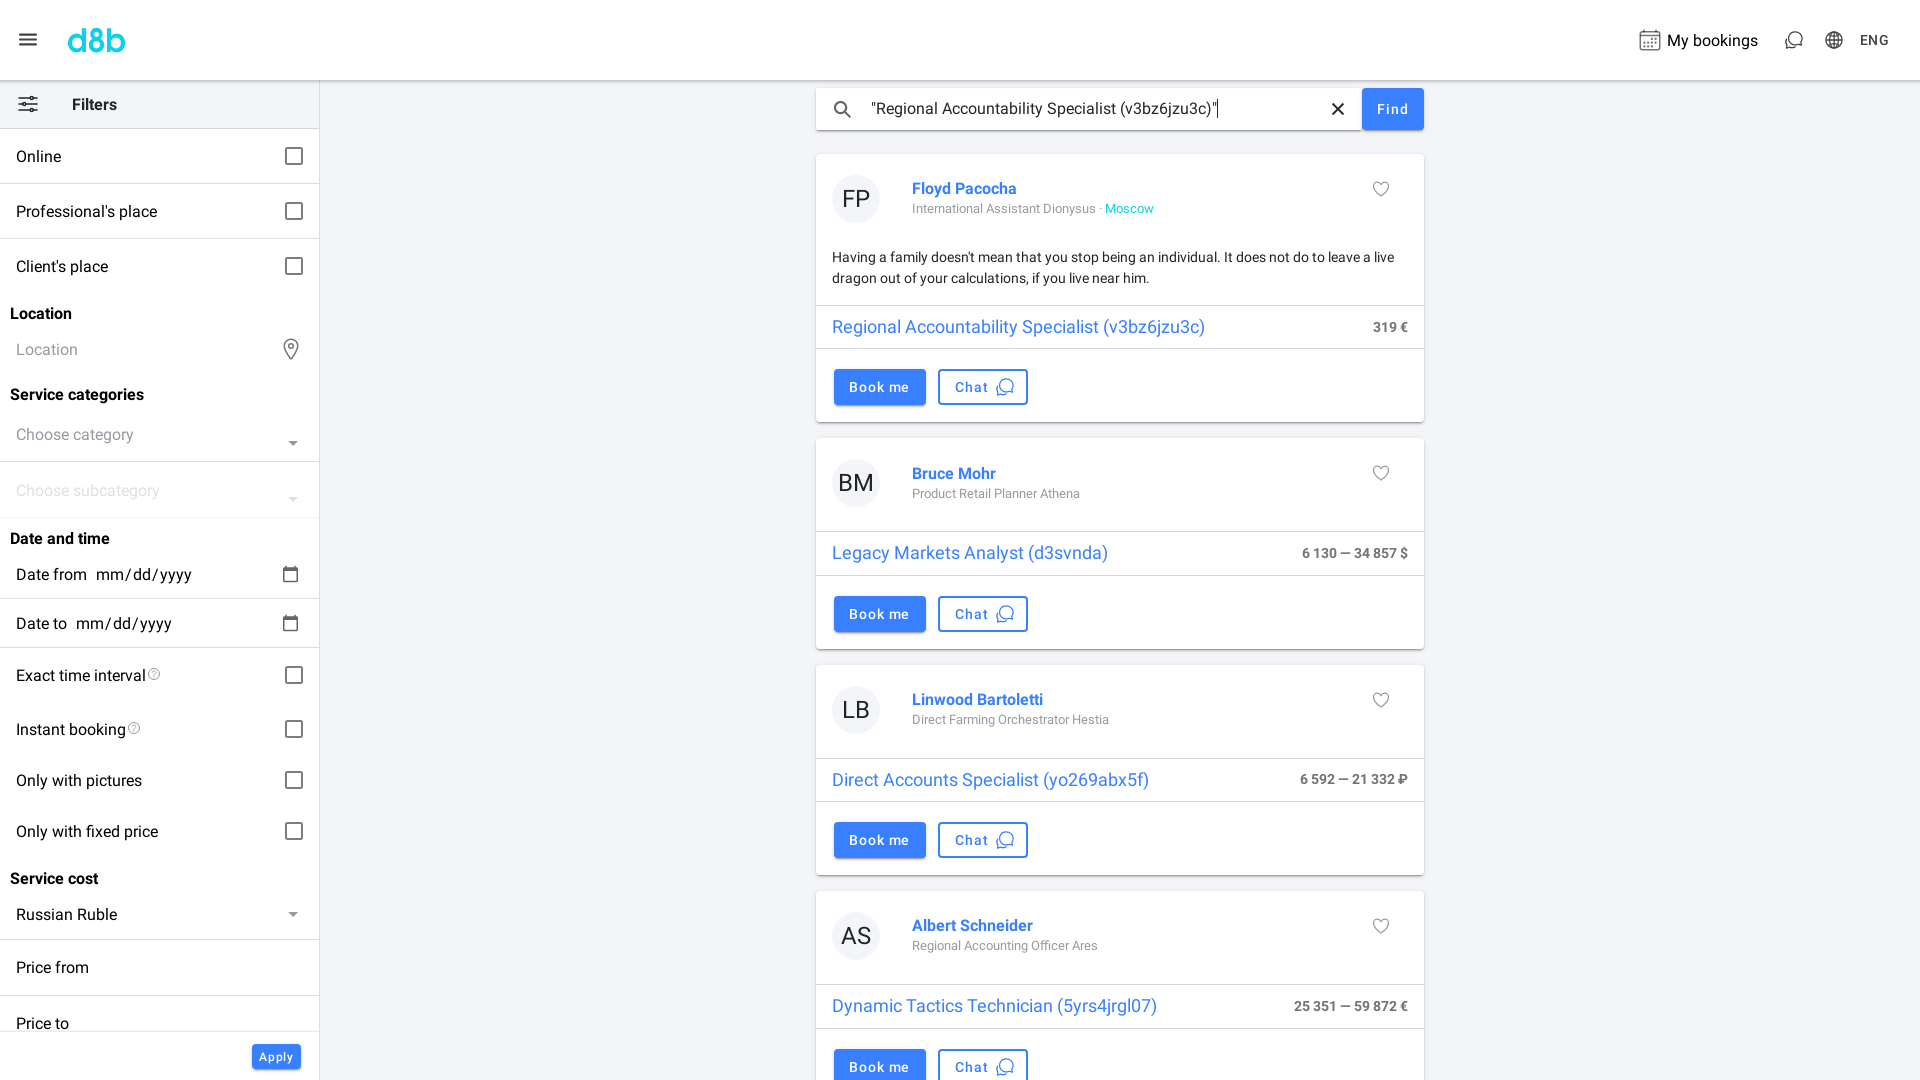 d8b
My bookings
ENG
Filters
Online
Professional's place
Client's place
Location
Location
Service categories
Choose category
Choose subcategory
Date and time
Date from mm/dd/yyyy
Date to mm/dd/yyyy
Exact time interval
Instant booking
Only with pictures
Only with fixed price
Service cost
Russian Ruble
Price from
Price to
Apply
"Regional Accountability Specialist (v3bz6jzu3c)"
Find
FP
Floyd Pacocha
International Assistant Dionysus · Moscow
Having a family doesn't mean that you stop being an individual. It does not do to leave a live
dragon out of your calculations, if you live near him.
Regional Accountability Specialist (v3bz6jzu3c) 319 €
Book me Chat
BM
Bruce Mohr
Product Retail Planner Athena
Legacy Markets Analyst (d3svnda) 6 130 — 34 857 $
Book me Chat
LB
Linwood Bartoletti
Direct Farming Orchestrator Hestia
Direct Accounts Specialist (yo269abx5f) 6 592 — 21 332 ₽
Book me Chat
AS
Albert Schneider
Regional Accounting Officer Ares
Dynamic Tactics Technician (5yrs4jrgl07) 25 351 — 59 872 €
Book me Chat